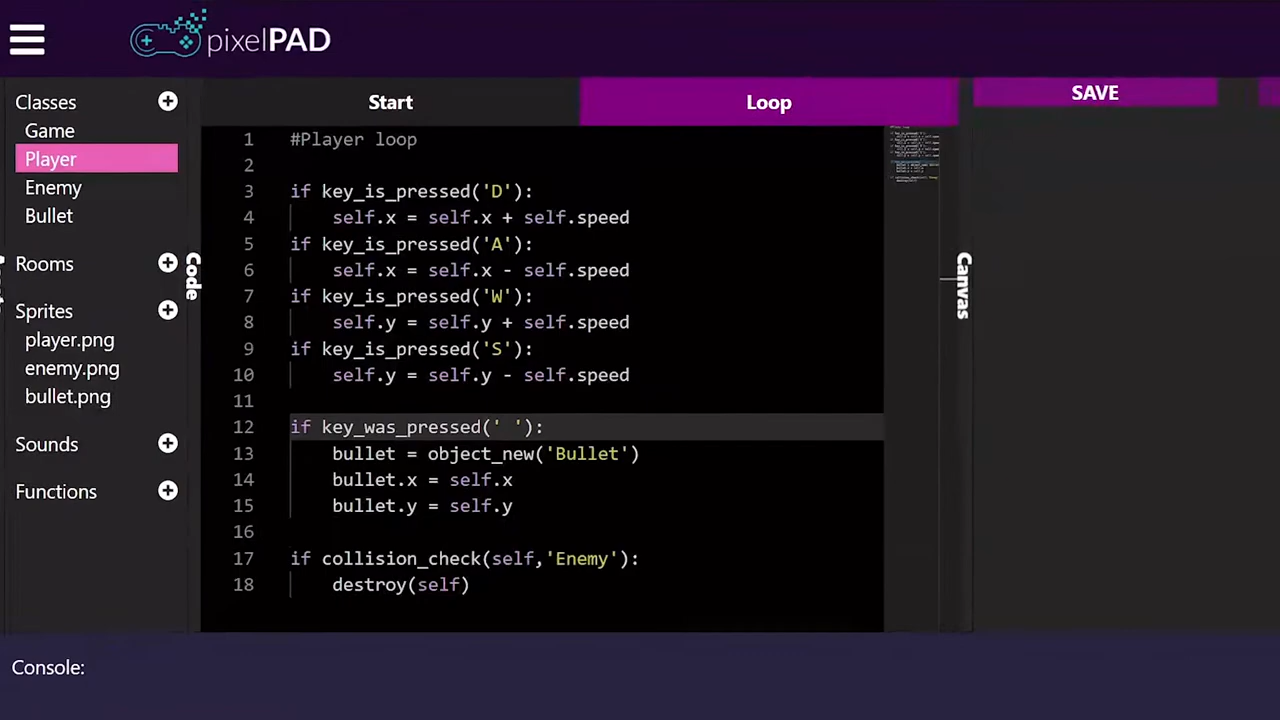 pixelPAD
Classes
Game
Player
Enemy
Bullet
Rooms
Sprites
player.png
enemy.png
bullet.png
Sounds
Functions
Code
Start
Loop
SAVE
1 #Player loop
2
3 if key_is_pressed('D'):
4 self.x = self.x + self.speed
5 if key_is_pressed('A'):
6 self.x = self.x - self.speed
7 if key_is_pressed('W'):
8 self.y = self.y + self.speed
9 if key_is_pressed('S'):
10 self.y = self.y - self.speed
11
12 if key_was_pressed(' '):
13 bullet = object_new('Bullet')
14 bullet.x = self.x
15 bullet.y = self.y
16
17 if collision_check(self,'Enemy'):
18 destroy(self)
Canvas
Console: